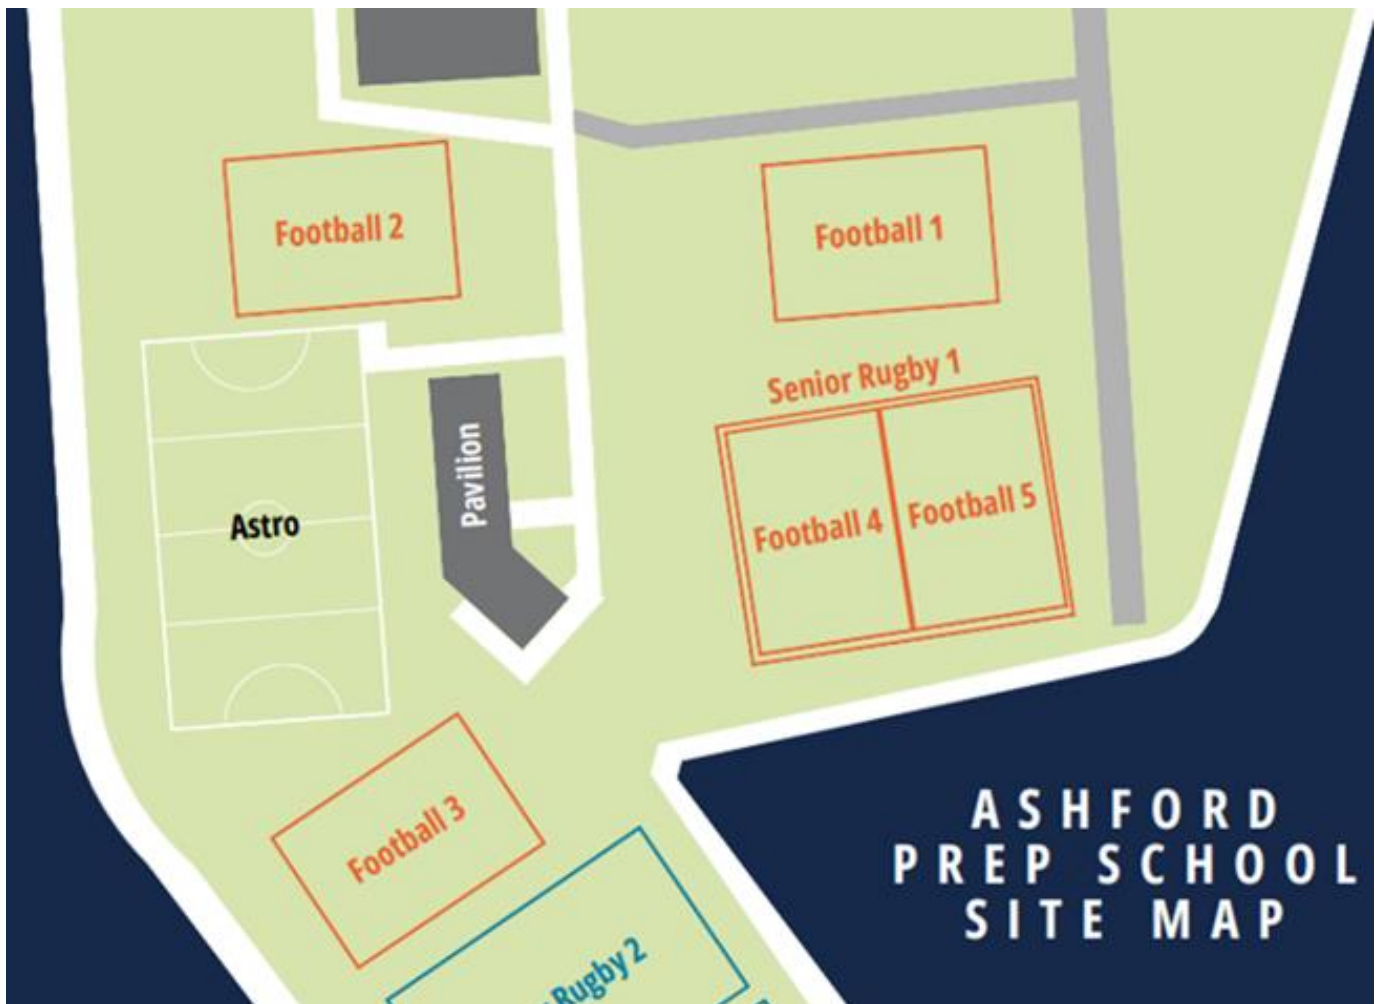 Football 2
Football 1
Senior Rugby 1
Pavilion
Astro
Football 4
Football 5
Football 3
Rugby 2
ASHFORD
PREP SCHOOL
SITE MAP